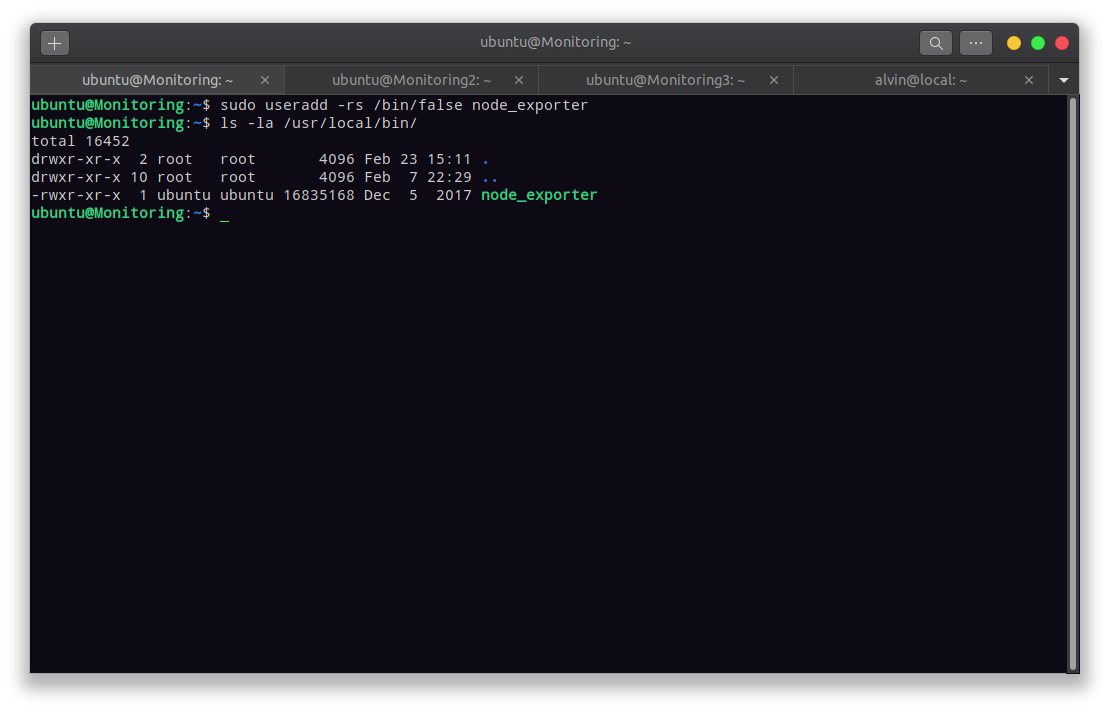 ubuntu@Monitoring: ~
ubuntu@Monitoring: ~ ubuntu@Monitoring2: ~ ubuntu@Monitoring3: ~ alvin@local: ~
ubuntu@Monitoring:~$ sudo useradd -rs /bin/false node_exporter
ubuntu@Monitoring:~$ ls -la /usr/local/bin/
total 16452
drwxr-xr-x  2 root   root       4096 Feb 23 15:11 .
drwxr-xr-x 10 root   root       4096 Feb  7 22:29 ..
-rwxr-xr-x  1 ubuntu ubuntu 16835168 Dec  5  2017 node_exporter
ubuntu@Monitoring:~$ _